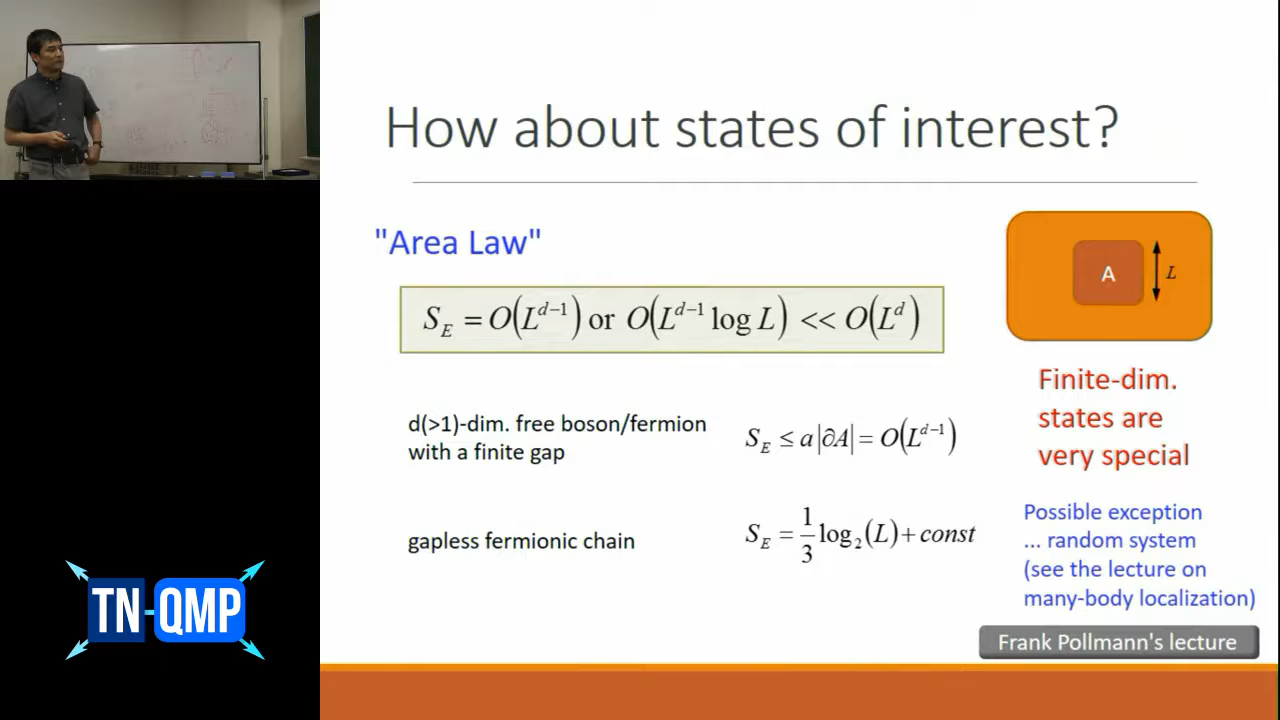 How about states of interest?
"Area Law"
S_E = O(L^{d-1}) or O(L^{d-1} log L) << O(L^d)
A
L
Finite-dim.
states are
very special
d(>1)-dim. free boson/fermion
with a finite gap
S_E ≤ a|∂A| = O(L^{d-1})
gapless fermionic chain
S_E = 1/3 log_2(L) + const
Possible exception
... random system
(see the lecture on
many-body localization)
Frank Pollmann's lecture
TN-QMP